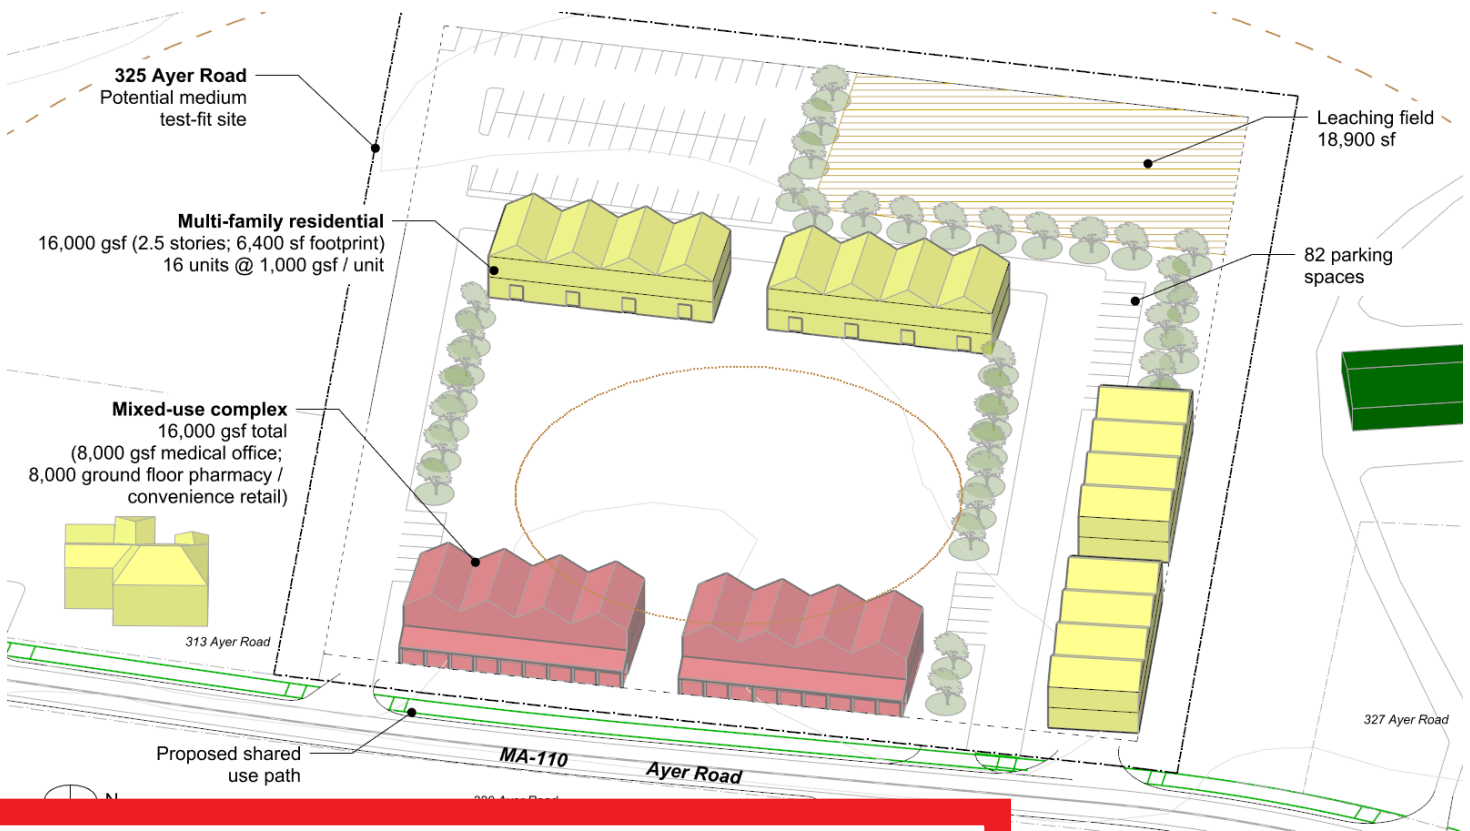 325 Ayer Road
Potential medium
test-fit site
Leaching field
18,900 sf
Multi-family residential
16,000 gsf (2.5 stories; 6,400 sf footprint)
16 units @ 1,000 gsf / unit
82 parking
spaces
Mixed-use complex
16,000 gsf total
(8,000 gsf medical office;
8,000 ground floor pharmacy /
convenience retail)
313 Ayer Road
327 Ayer Road
Proposed shared
use path
MA-110
Ayer Road
N
Ayer Road